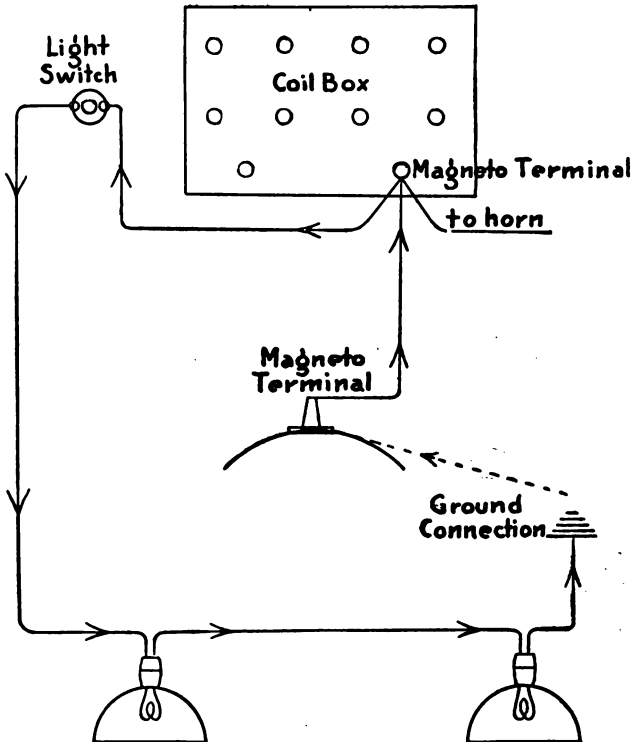 Light
Switch
Coil Box
Magneto Terminal
to horn
Magneto
Terminal
Ground
Connection